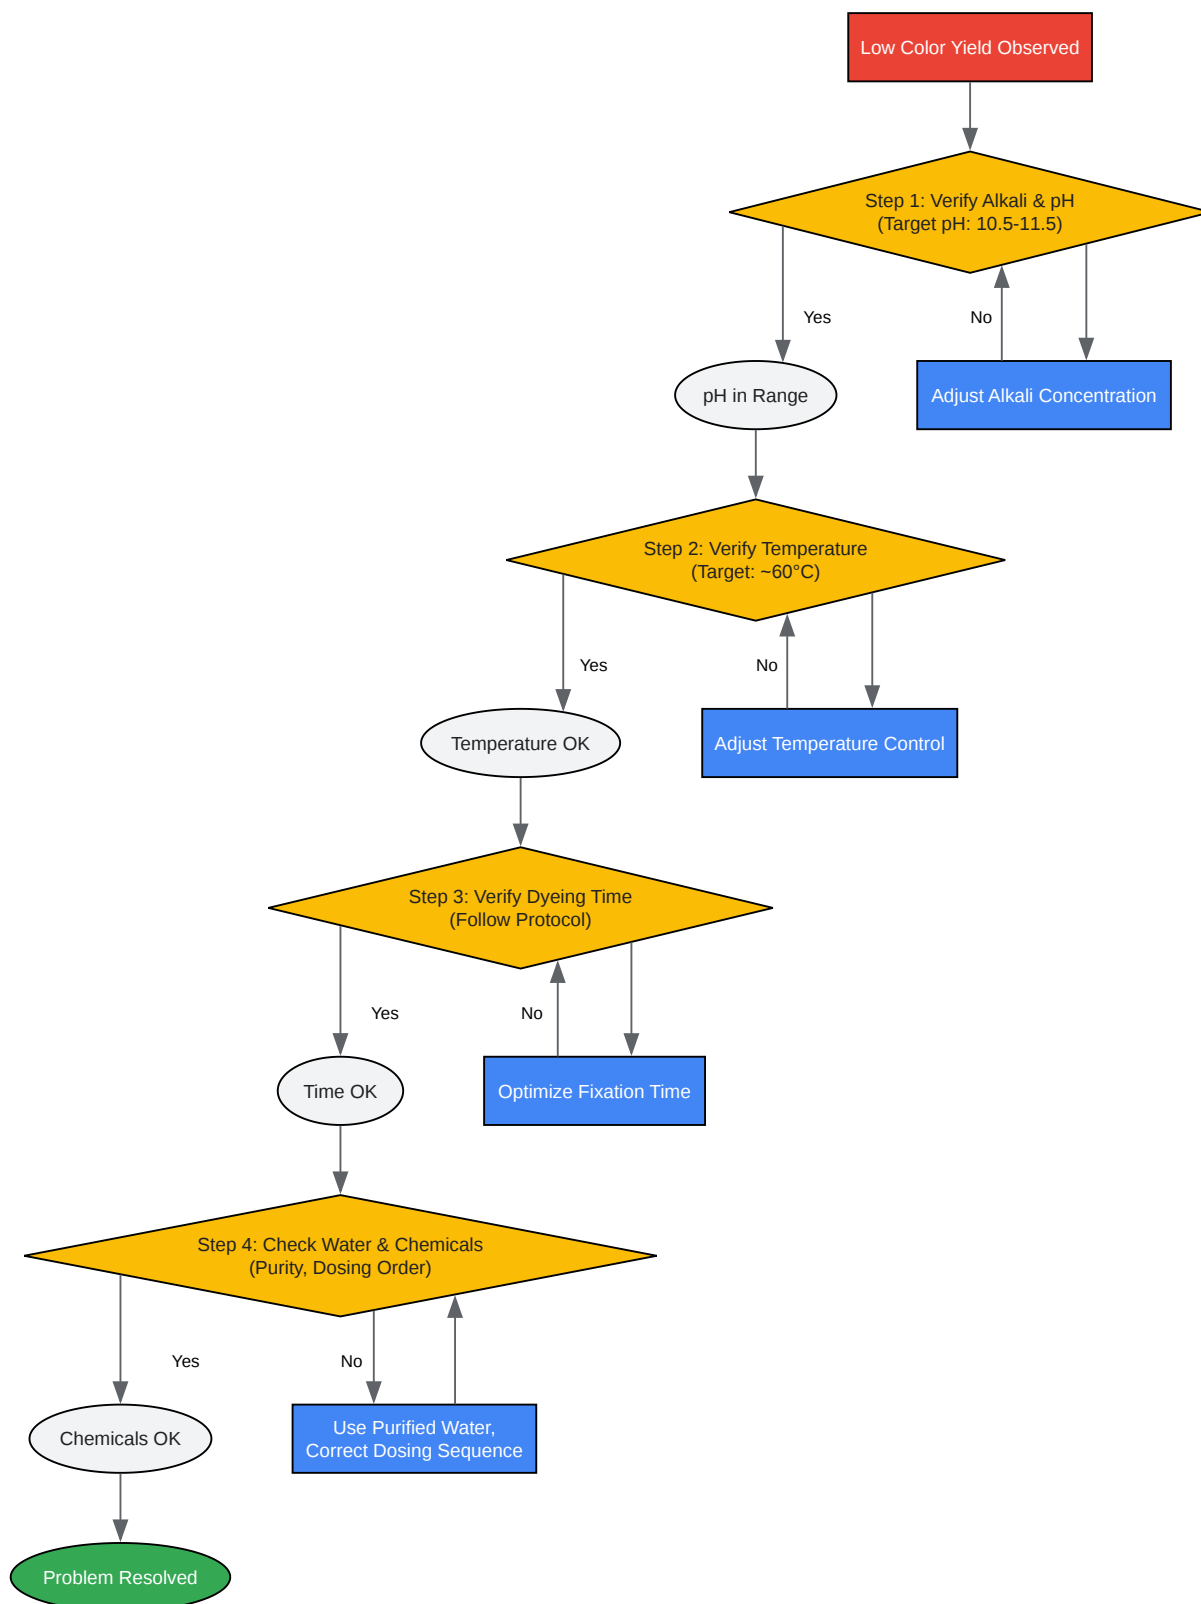 Low Color Yield Observed
Step 1: Verify Alkali & pH
(Target pH: 10.5-11.5)
Yes
No
pH in Range
Adjust Alkali Concentration
Step 2: Verify Temperature
(Target: ~60°C)
Yes
No
Temperature OK
Adjust Temperature Control
Step 3: Verify Dyeing Time
(Follow Protocol)
Yes
No
Time OK
Optimize Fixation Time
Step 4: Check Water & Chemicals
(Purity, Dosing Order)
Yes
No
Chemicals OK
Use Purified Water,
Correct Dosing Sequence
Problem Resolved